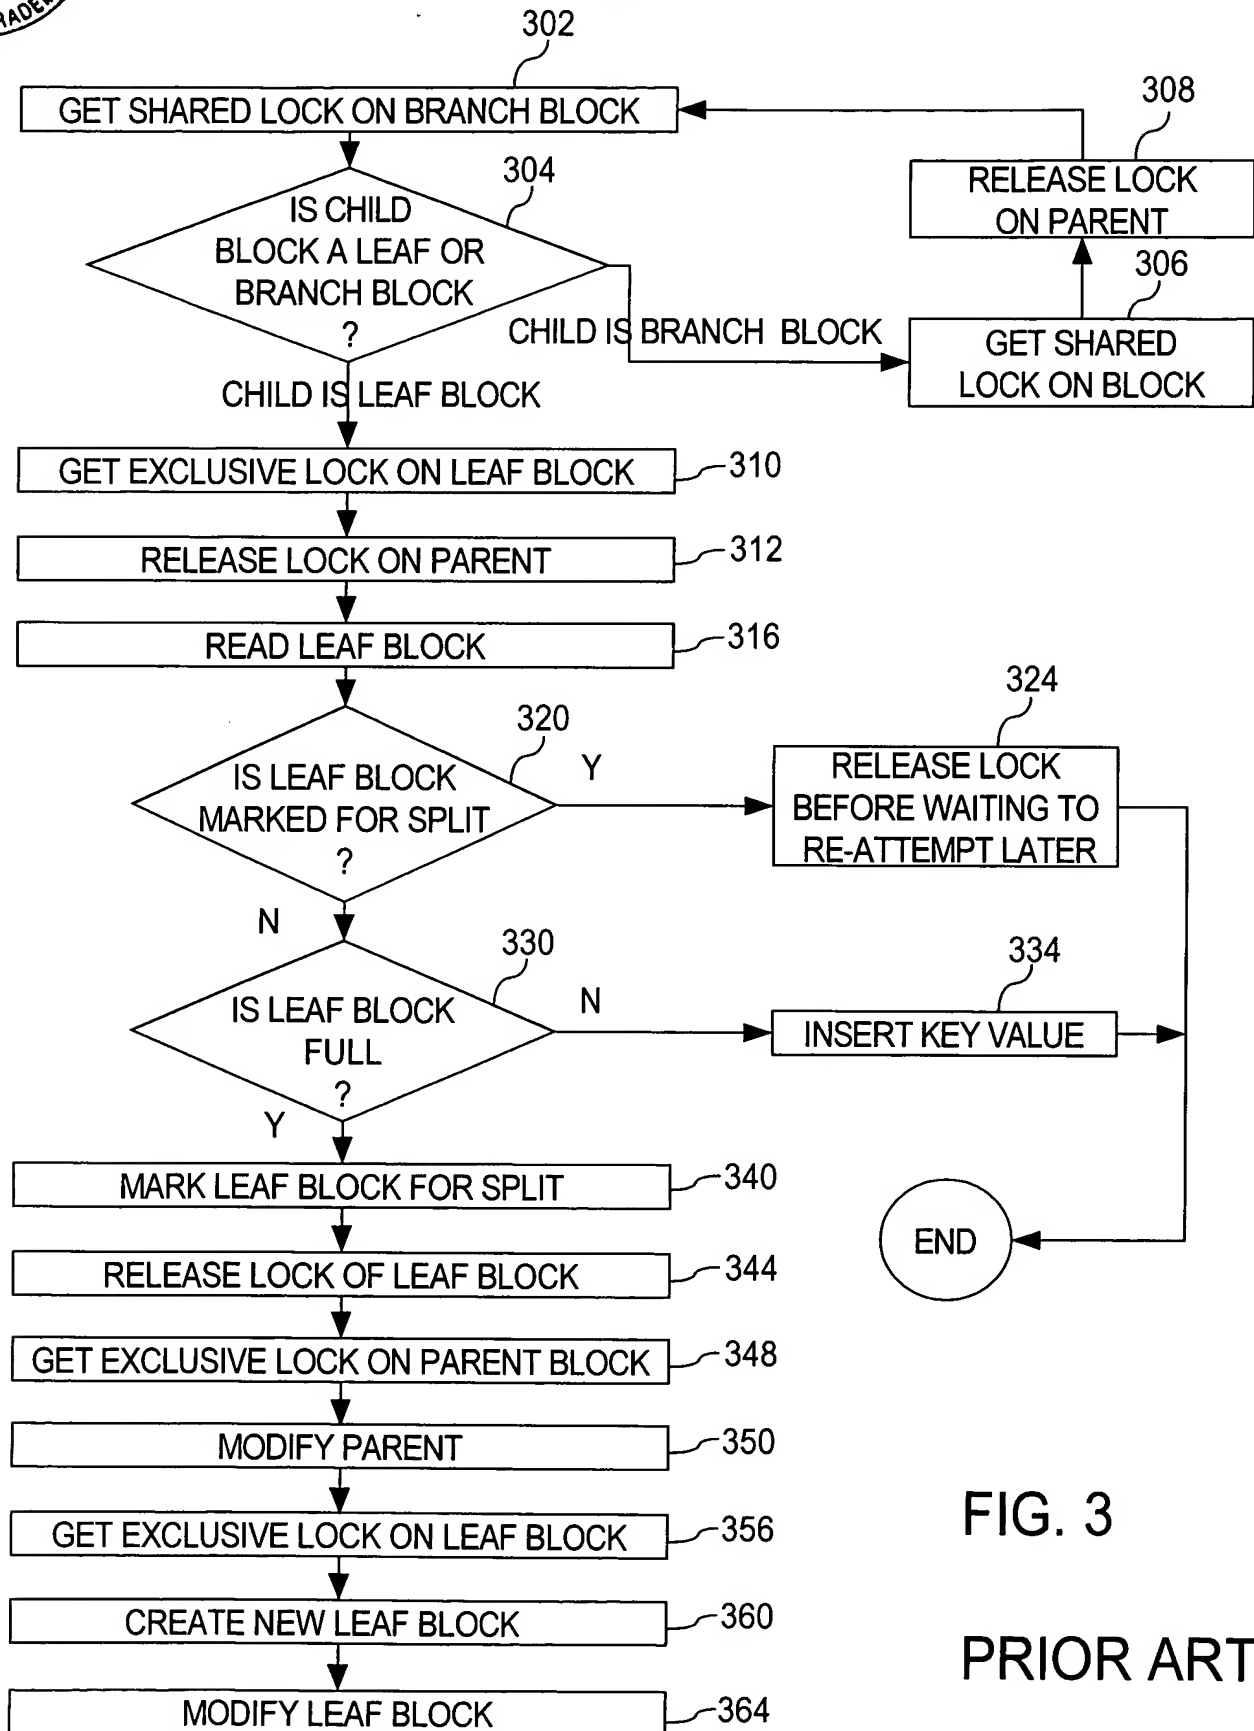 302
GET SHARED LOCK ON BRANCH BLOCK
308
RELEASE LOCK
ON PARENT
304
IS CHILD
BLOCK A LEAF OR
BRANCH BLOCK
?
306
CHILD IS BRANCH BLOCK
GET SHARED
LOCK ON BLOCK
CHILD IS LEAF BLOCK
GET EXCLUSIVE LOCK ON LEAF BLOCK
310
RELEASE LOCK ON PARENT
312
READ LEAF BLOCK
316
320
IS LEAF BLOCK
MARKED FOR SPLIT
?
Y
324
RELEASE LOCK
BEFORE WAITING TO
RE-ATTEMPT LATER
N
330
IS LEAF BLOCK
FULL
?
N
334
INSERT KEY VALUE
Y
MARK LEAF BLOCK FOR SPLIT
340
END
RELEASE LOCK OF LEAF BLOCK
344
GET EXCLUSIVE LOCK ON PARENT BLOCK
348
MODIFY PARENT
350
GET EXCLUSIVE LOCK ON LEAF BLOCK
356
CREATE NEW LEAF BLOCK
360
MODIFY LEAF BLOCK
364
FIG. 3
PRIOR ART